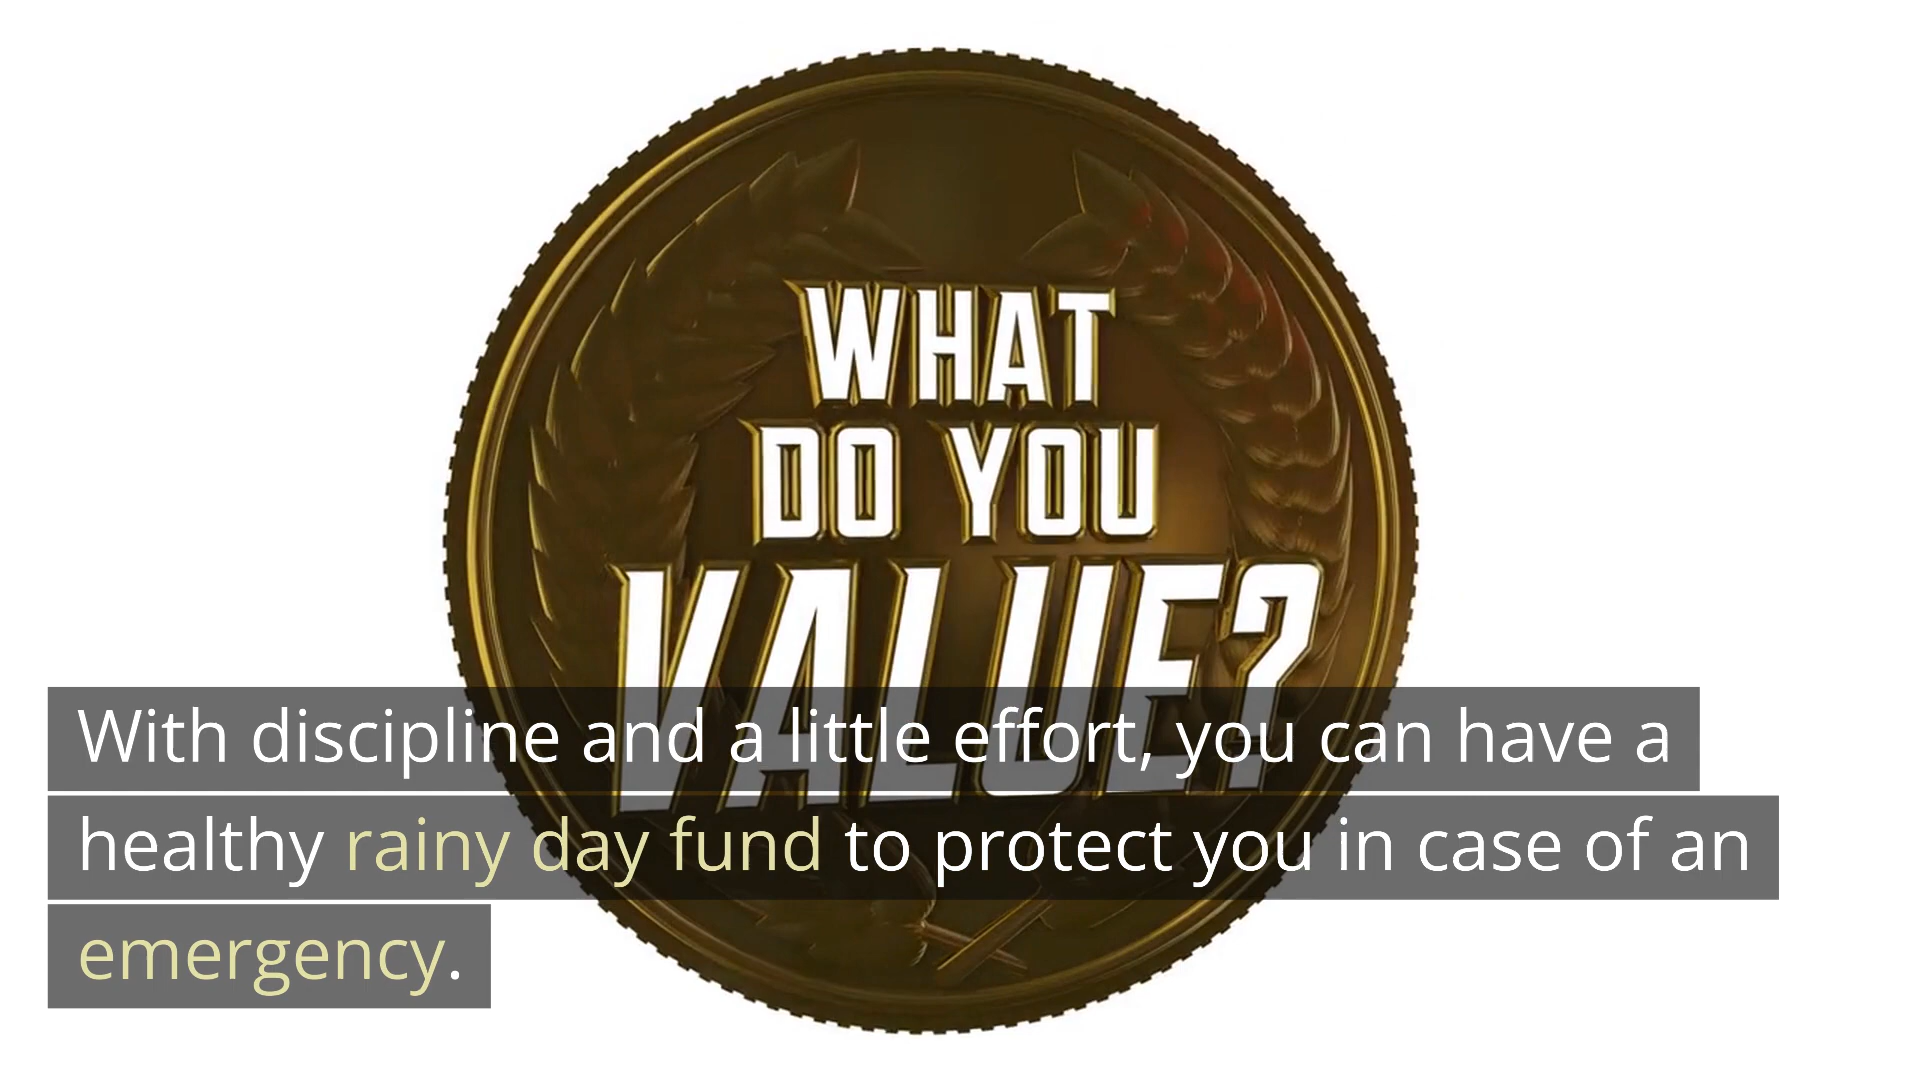 WHAT
DO YOU
VALUE?
With discipline and a little effort, you can have a
healthy rainy day fund to protect you in case of an
emergency.